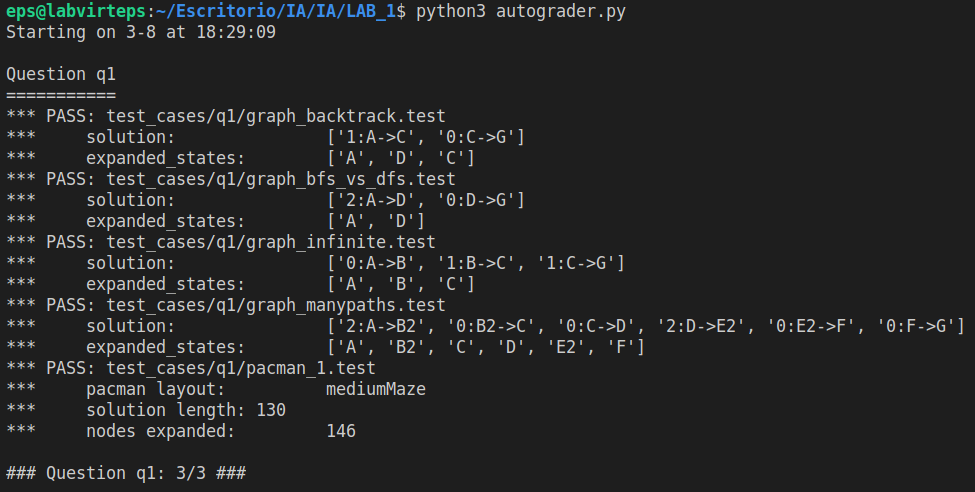 eps@labvirteps:~/Escritorio/IA/IA/LAB_1$ python3 autograder.py
Starting on 3-8 at 18:29:09
Question q1
===========
*** PASS: test_cases/q1/graph_backtrack.test
***     solution:               ['1:A->C', '0:C->G']
***     expanded_states:        ['A', 'D', 'C']
*** PASS: test_cases/q1/graph_bfs_vs_dfs.test
***     solution:               ['2:A->D', '0:D->G']
***     expanded_states:        ['A', 'D']
*** PASS: test_cases/q1/graph_infinite.test
***     solution:               ['0:A->B', '1:B->C', '1:C->G']
***     expanded_states:        ['A', 'B', 'C']
*** PASS: test_cases/q1/graph_manypaths.test
***     solution:               ['2:A->B2', '0:B2->C', '0:C->D', '2:D->E2', '0:E2->F', '0:F->G']
***     expanded_states:        ['A', 'B2', 'C', 'D', 'E2', 'F']
*** PASS: test_cases/q1/pacman_1.test
***     pacman layout:          mediumMaze
***     solution length: 130
***     nodes expanded:         146
### Question q1: 3/3 ###